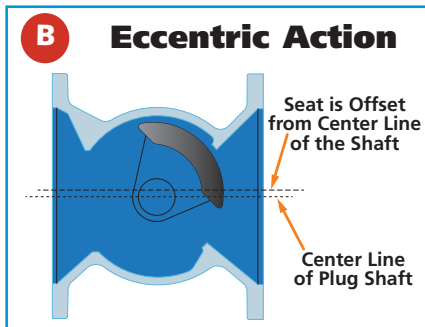 B
Eccentric Action
Seat is Offset
from Center Line
of the Shaft
Center Line
of Plug Shaft